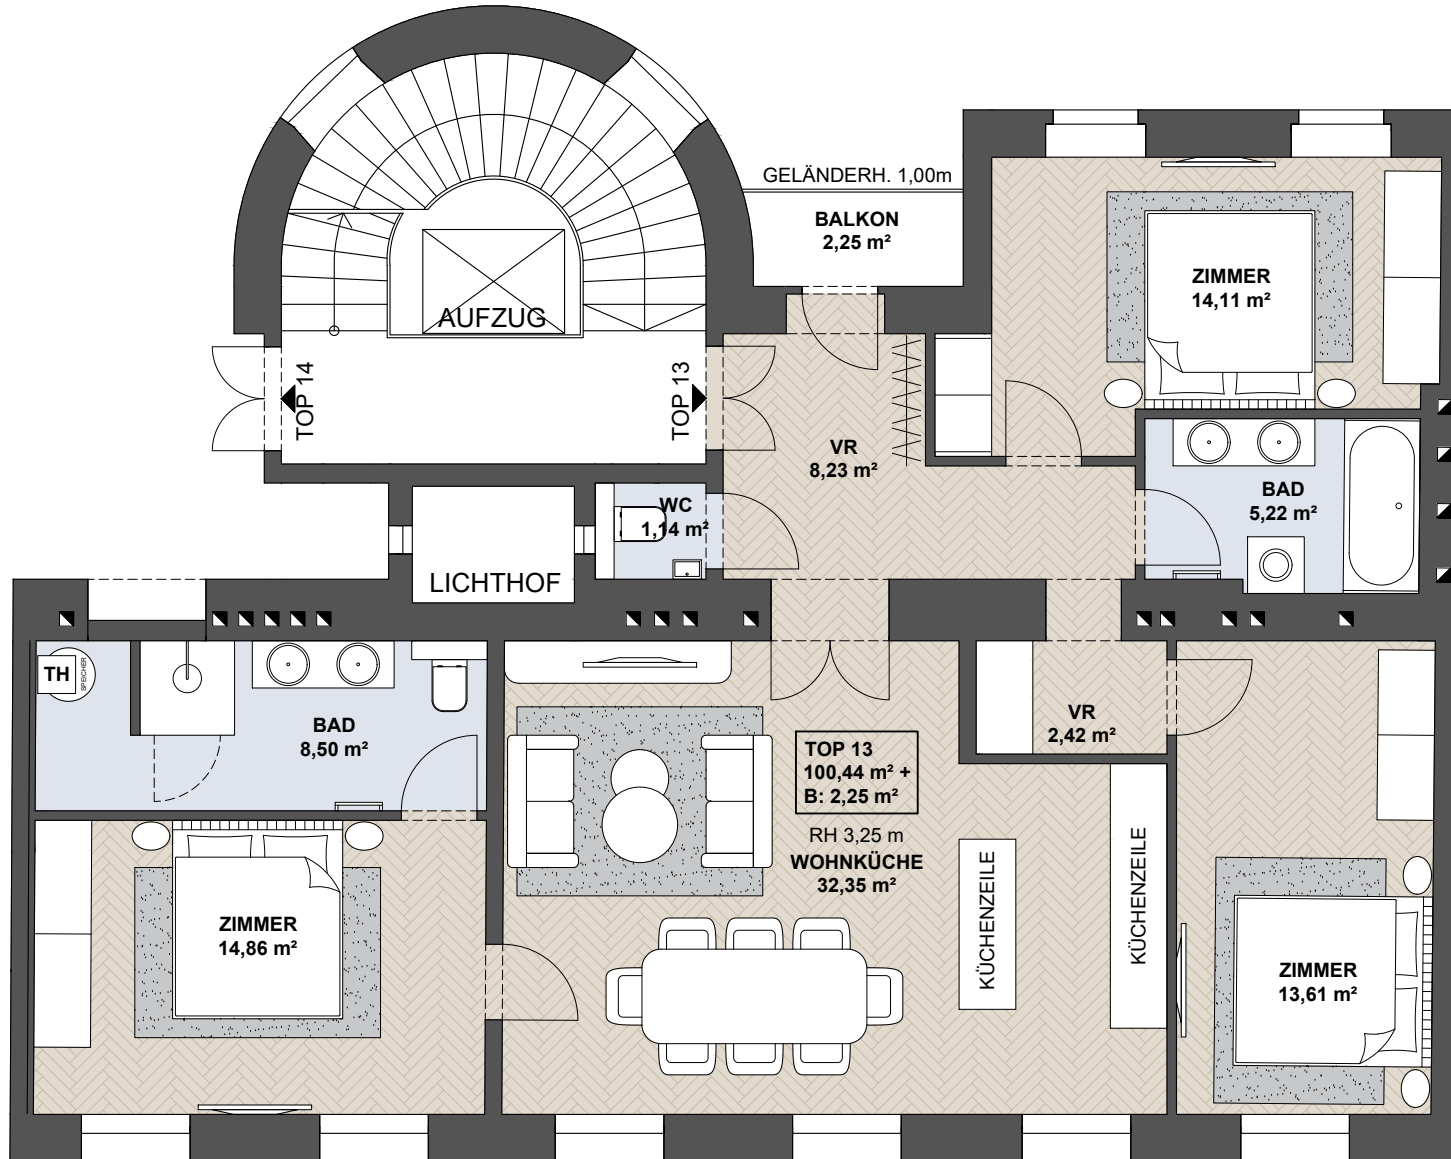 GELÄNDERH. 1,00m
BALKON
2,25 m²
ZIMMER
14,11 m²
AUFZUG
TOP 14
TOP 13
VR
8,23 m²
WC
1,14 m²
BAD
5,22 m²
LICHTHOF
TH
SPEICHER
BAD
8,50 m²
VR
2,42 m²
TOP 13
100,44 m² +
B: 2,25 m²
RH 3,25 m
WOHNKÜCHE
32,35 m²
KÜCHENZEILE
KÜCHENZEILE
ZIMMER
14,86 m²
ZIMMER
13,61 m²